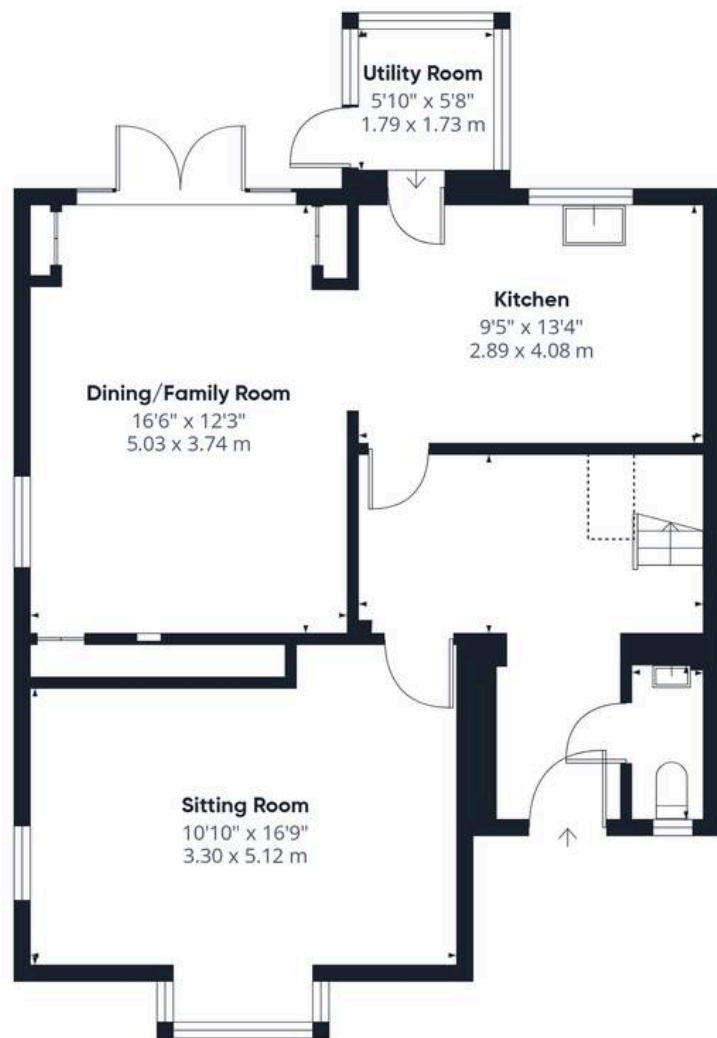 Utility Room
5'10" x 5'8"
1.79 x 1.73 m
Kitchen
9'5" x 13'4"
2.89 x 4.08 m
Dining/Family Room
16'6" x 12'3"
5.03 x 3.74 m
Sitting Room
10'10" x 16'9"
3.30 x 5.12 m